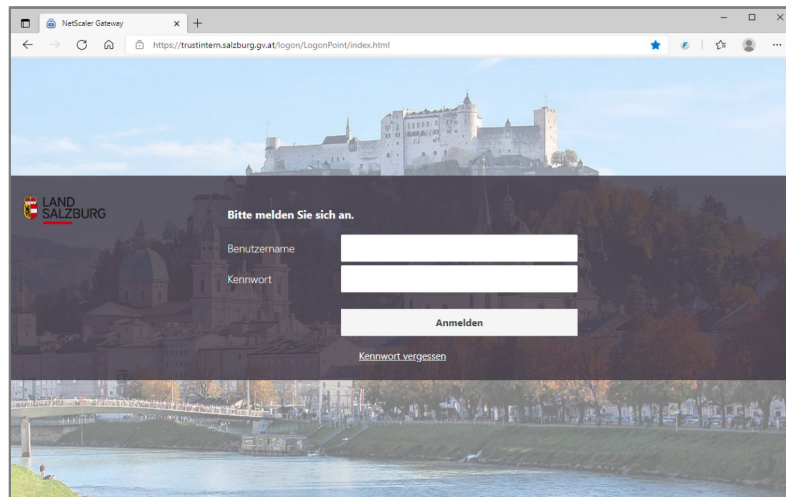 NetScaler Gateway
https://trustintern.salzburg.gv.at/logon/LogonPoint/index.html
LAND
SALZBURG
Bitte melden Sie sich an.
Benutzername
Kennwort
Anmelden
Kennwort vergessen